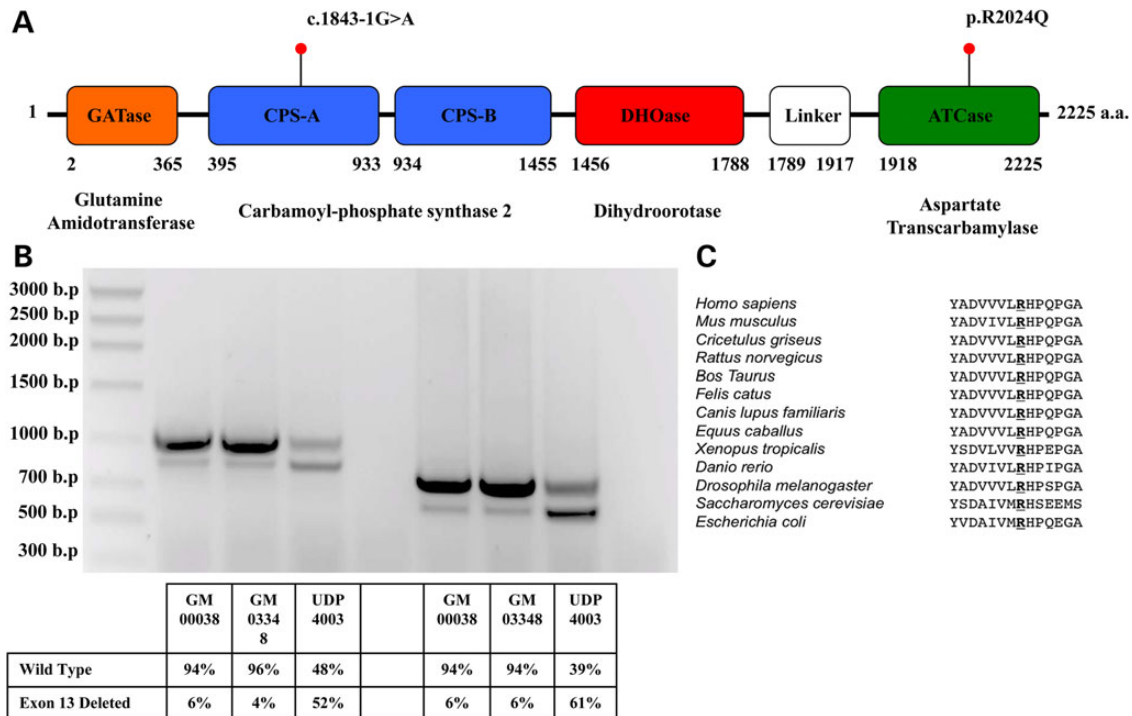 A
c.1843-1G>A
p.R2024Q
1
GATase
CPS-A
CPS-B
DHOase
Linker
ATCase
2225 a.a.
2 365 395 933 934 1455 1456 1788 1789 1917 1918 2225
Glutamine
Amidotransferase
Carbamoyl-phosphate synthase 2
Dihydroorotase
Aspartate
Transcarbamylase
B
3000 b.p
2500 b.p
2000 b.p
1500 b.p
1000 b.p
700 b.p
500 b.p
300 b.p
GM
00038
GM
0334
8
UDP
4003
GM
00038
GM
03348
UDP
4003
Wild Type 94% 96% 48% 94% 94% 39%
Exon 13 Deleted 6% 4% 52% 6% 6% 61%
C
Homo sapiens YADVVVLRHPQPGA
Mus musculus YADVIVLRHPQPGA
Cricetulus griseus YADVVVLRHPQPGA
Rattus norvegicus YADVVVLRHPQPGA
Bos Taurus YADVVVLRHPQPGA
Felis catus YADVVVLRHPQPGA
Canis lupus familiaris YADVVVLRHPQPGA
Equus caballus YADVVVLRHPQPGA
Xenopus tropicalis YSDVLVVRHPEPGA
Danio rerio YADVIVLRHPIPGA
Drosophila melanogaster YADVVVLRHPSPGA
Saccharomyces cerevisiae YSDAIVMRHSEEMS
Escherichia coli YVDAIVMRHPQEGA